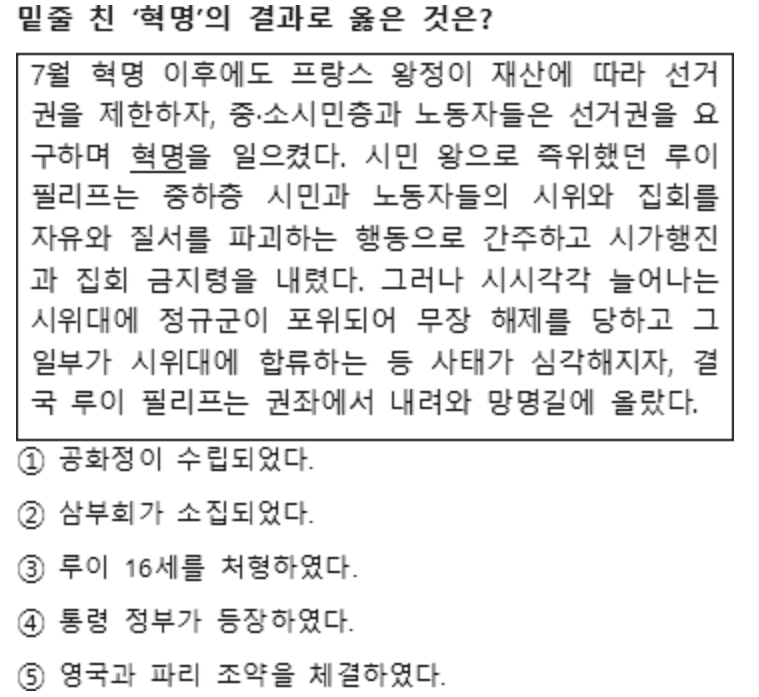 밑줄 친 ‘혁명’의 결과로 옳은 것은?
7월 혁명 이후에도 프랑스 왕정이 재산에 따라 선거
권을 제한하자, 중·소시민층과 노동자들은 선거권을 요
구하며 혁명을 일으켰다. 시민 왕으로 즉위했던 루이
필리프는 중하층 시민과 노동자들의 시위와 집회를
자유와 질서를 파괴하는 행동으로 간주하고 시가행진
과 집회 금지령을 내렸다. 그러나 시시각각 늘어나는
시위대에 정규군이 포위되어 무장 해제를 당하고 그
일부가 시위대에 합류하는 등 사태가 심각해지자, 결
국 루이 필리프는 권좌에서 내려와 망명길에 올랐다.
① 공화정이 수립되었다.
② 삼부회가 소집되었다.
③ 루이 16세를 처형하였다.
④ 통령 정부가 등장하였다.
⑤ 영국과 파리 조약을 체결하였다.